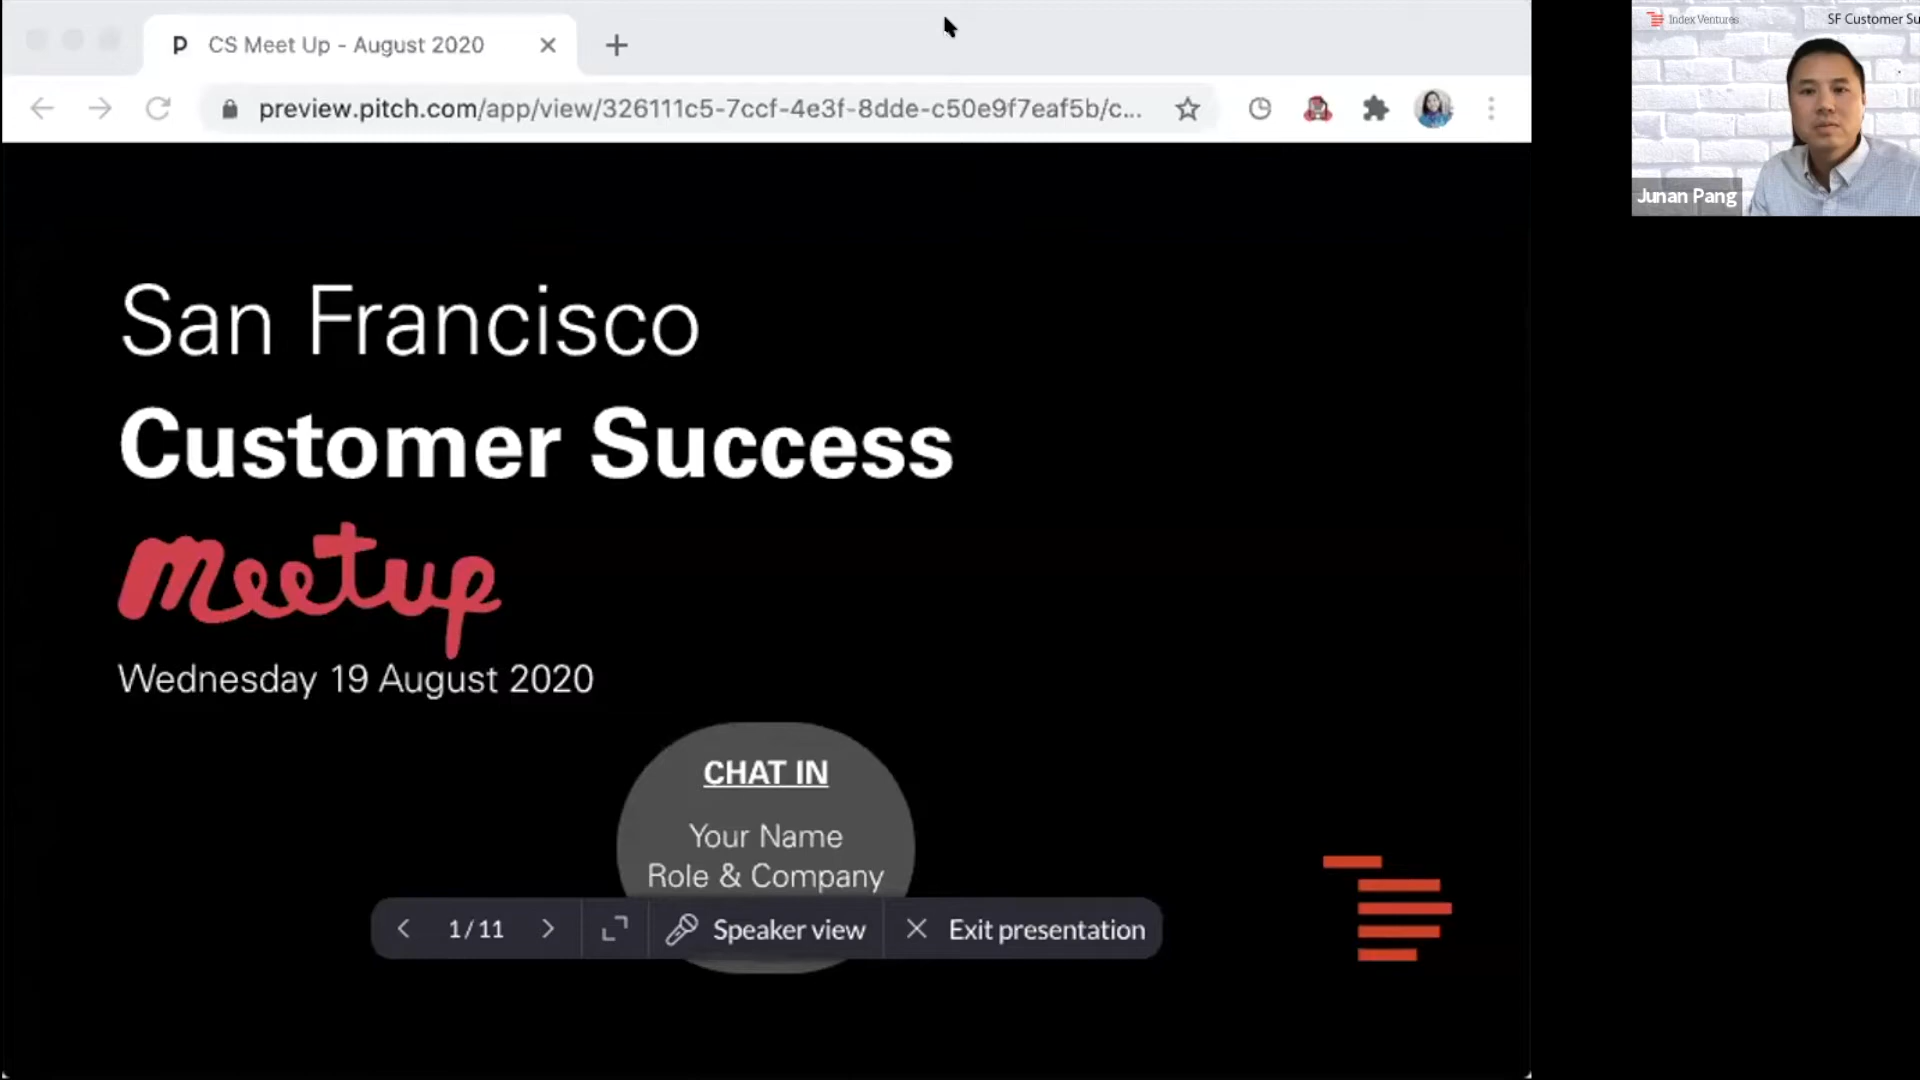 CS Meet Up - August 2020
preview.pitch.com/app/view/326111c5-7ccf-4e3f-8dde-c50e9f7eaf5b/c...
Index Ventures
SF Customer Su
Junan Pang
San Francisco
Customer Success
Meetup
Wednesday 19 August 2020
CHAT IN
Your Name
Role & Company
1/11
Speaker view
Exit presentation